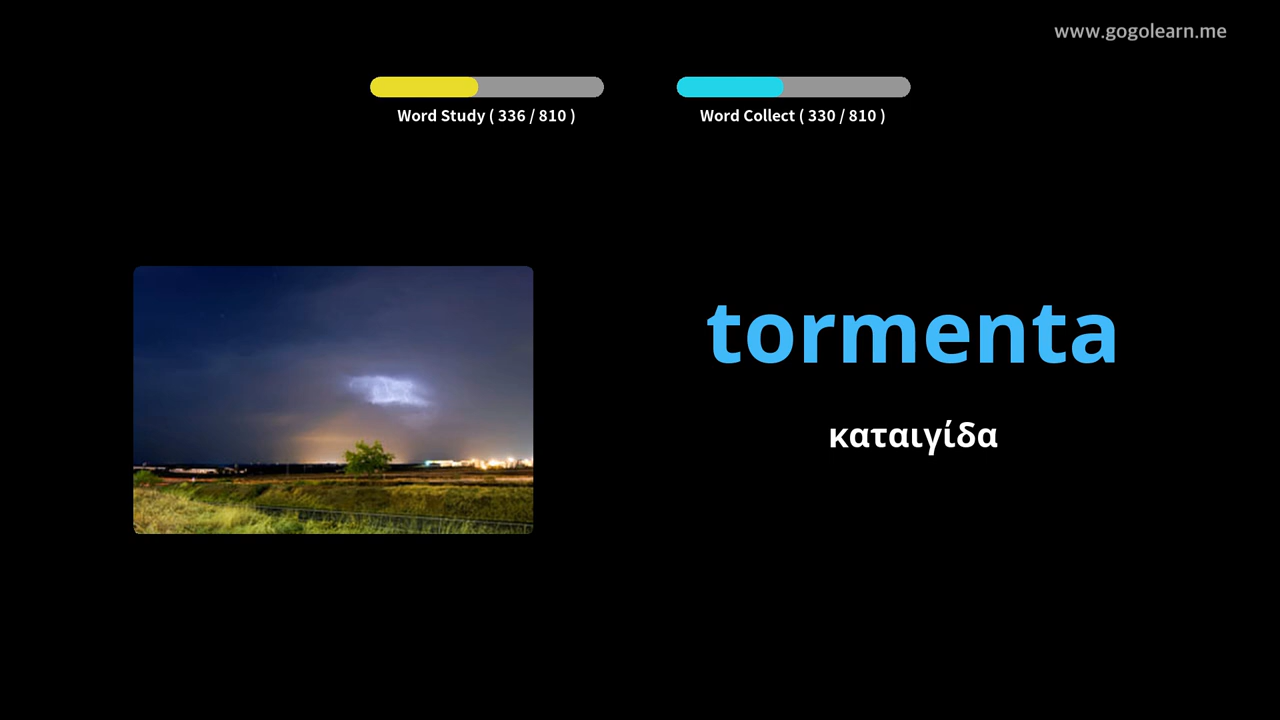 www.gogolearn.me
Word Study ( 336 / 810 )
Word Collect ( 330 / 810 )
tormenta
καταιγίδα